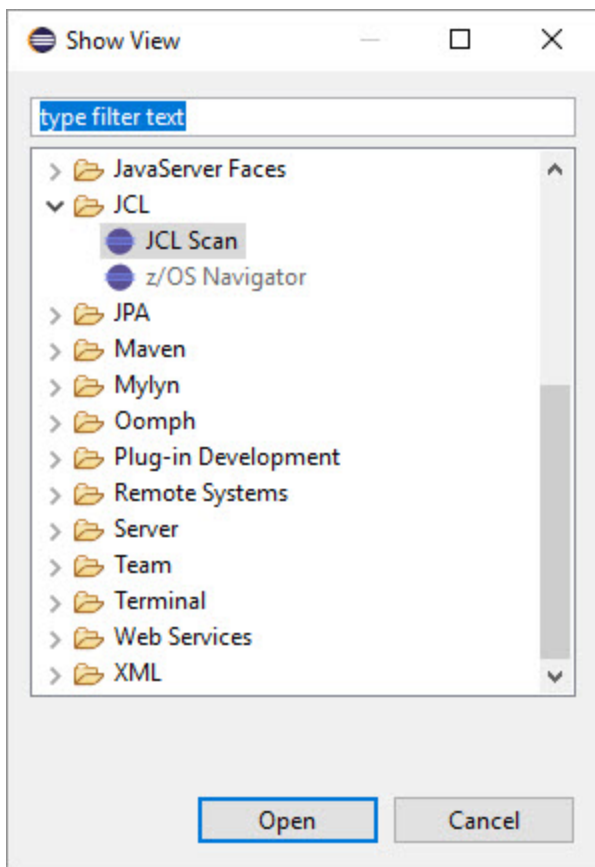 Show View
type filter text
JavaServer Faces
JCL
JCL Scan
z/OS Navigator
JPA
Maven
Mylyn
Oomph
Plug-in Development
Remote Systems
Server
Team
Terminal
Web Services
XML
Open Cancel